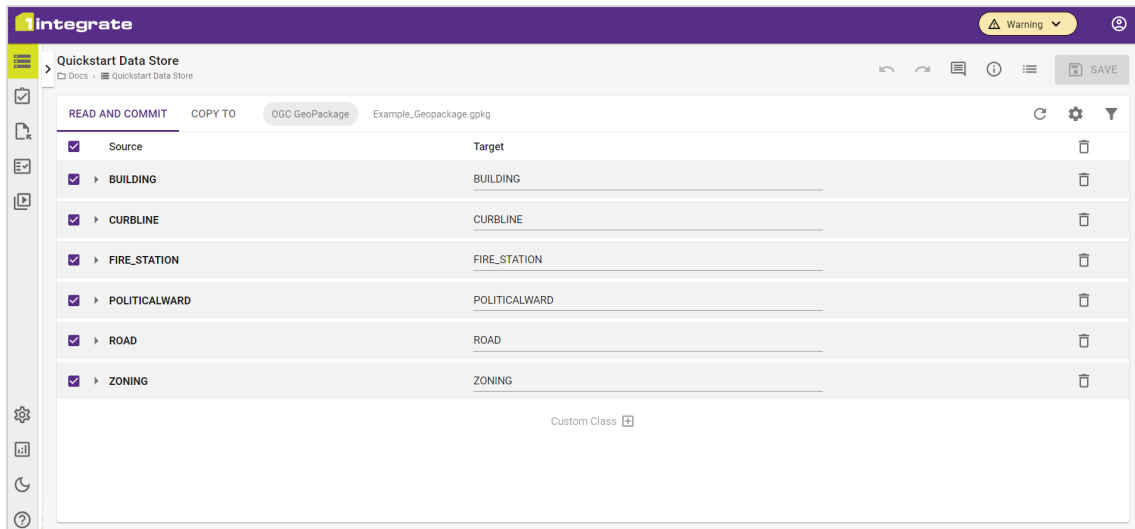 1integrate
Warning
Quickstart Data Store
Docs › Quickstart Data Store
SAVE
READ AND COMMIT COPY TO OGC GeoPackage Example_Geopackage.gpkg
Source Target
BUILDING BUILDING
CURBLINE CURBLINE
FIRE_STATION FIRE_STATION
POLITICALWARD POLITICALWARD
ROAD ROAD
ZONING ZONING
Custom Class